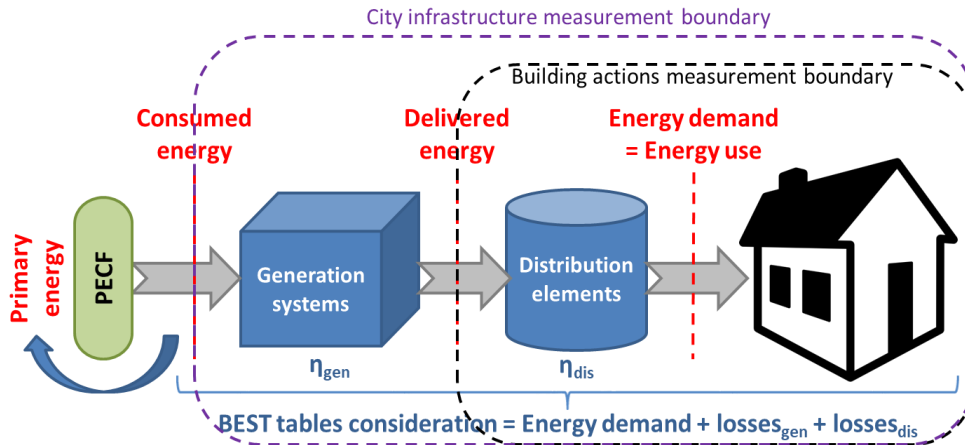 City infrastructure measurement boundary
Building actions measurement boundary
Consumed
energy
Delivered
energy
Energy demand
= Energy use
Primary
energy
PECF
Generation
systems
Distribution
elements
ηgen
ηdis
BEST tables consideration = Energy demand + lossesgen + lossesdis